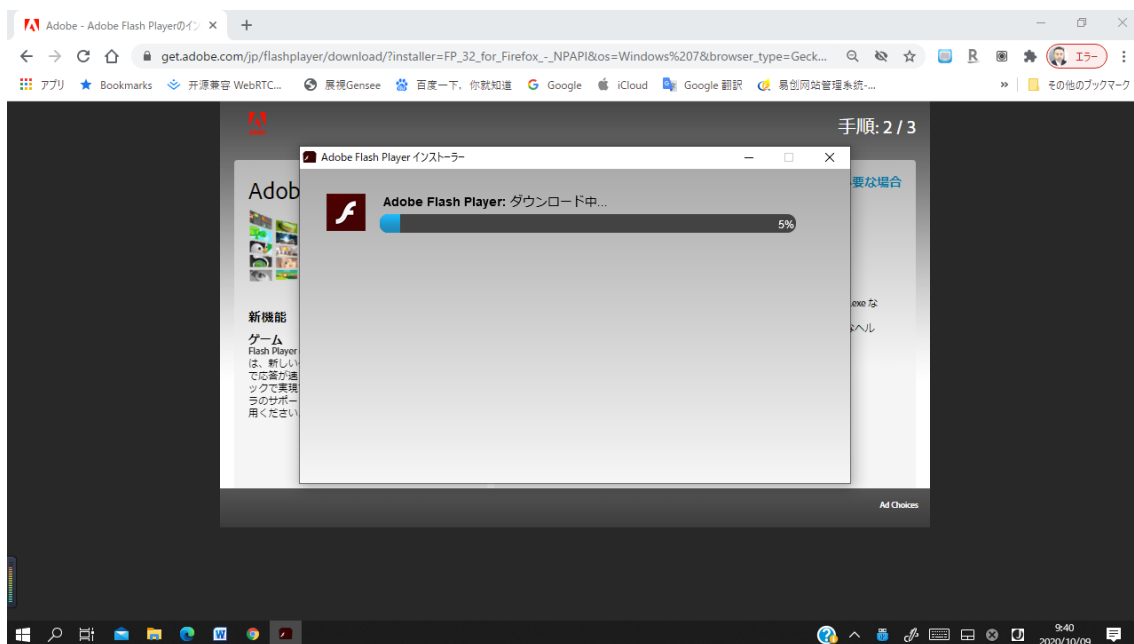 Adobe - Adobe Flash Playerのイン
get.adobe.com/jp/flashplayer/download/?installer=FP_32_for_Firefox_-_NPAPI&os=Windows%207&browser_type=Geck...
エラー
アプリ Bookmarks 开源兼容 WebRTC... 展視Gensee 百度一下，你就知道 Google iCloud Google 翻訳 易创网站管理系统-... » その他のブックマーク
手順: 2 / 3
Adobe Flash Player インストーラー
要な場合
Adob
Adobe Flash Player: ダウンロード中...
5%
.exe な
新機能
なヘル
ゲーム
Flash Player
は、新しい
で応答が速
ックで実現
ラのサポー
用ください
Ad Choices
9:40
2020/10/09